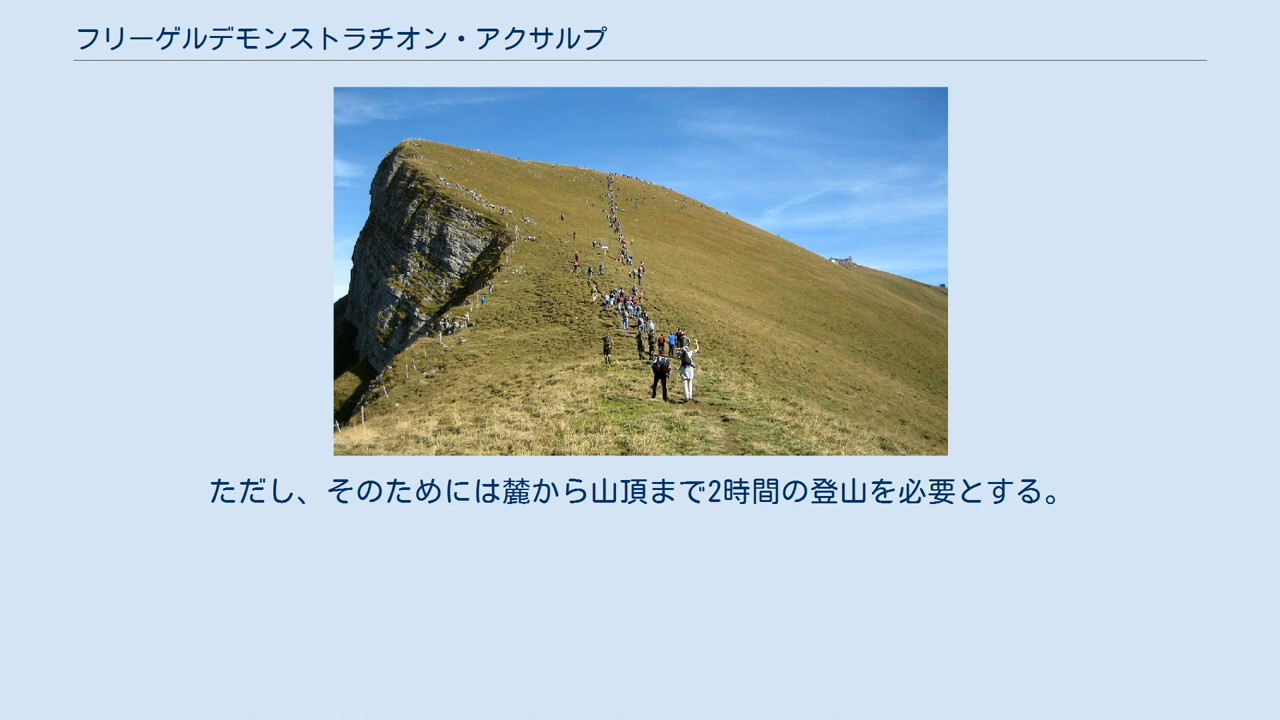 フリーゲルデモンストラチオン・アクサルプ
ただし、そのためには麓から山頂まで2時間の登山を必要とする。